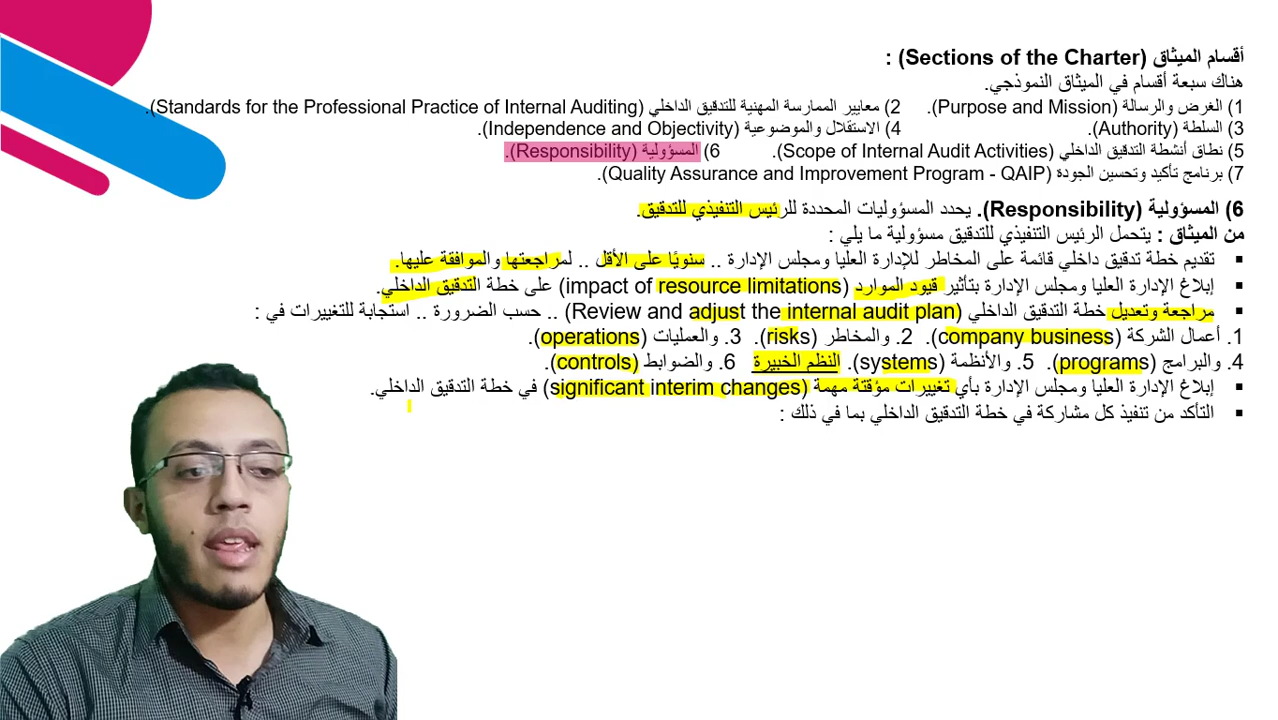 أقسام الميثاق (Sections of the Charter) :
هناك سبعة أقسام في الميثاق النموذجي.
1) الغرض والرسالة (Purpose and Mission). 2) معايير الممارسة المهنية للتدقيق الداخلي (Standards for the Professional Practice of Internal Auditing).
3) السلطة (Authority). 4) الاستقلال والموضوعية (Independence and Objectivity).
5) نطاق أنشطة التدقيق الداخلي (Scope of Internal Audit Activities). 6) المسؤولية (Responsibility).
7) برنامج تأكيد وتحسين الجودة (Quality Assurance and Improvement Program - QAIP).
6) المسؤولية (Responsibility). يحدد المسؤوليات المحددة للرئيس التنفيذي للتدقيق.
من الميثاق : يتحمل الرئيس التنفيذي للتدقيق مسؤولية ما يلي :
▪ تقديم خطة تدقيق داخلي قائمة على المخاطر للإدارة العليا ومجلس الإدارة .. سنويًا على الأقل .. لمراجعتها والموافقة عليها.
▪ إبلاغ الإدارة العليا ومجلس الإدارة بتأثير قيود الموارد (impact of resource limitations) على خطة التدقيق الداخلي.
▪ مراجعة وتعديل خطة التدقيق الداخلي (Review and adjust the internal audit plan) .. حسب الضرورة .. استجابة للتغييرات في :
1. أعمال الشركة (company business). 2. والمخاطر (risks). 3. والعمليات (operations).
4. والبرامج (programs). 5. والأنظمة (systems). النظم الخبيرة 6. والضوابط (controls).
▪ إبلاغ الإدارة العليا ومجلس الإدارة بأي تغييرات مؤقتة مهمة (significant interim changes) في خطة التدقيق الداخلي.
▪ التأكد من تنفيذ كل مشاركة في خطة التدقيق الداخلي بما في ذلك :